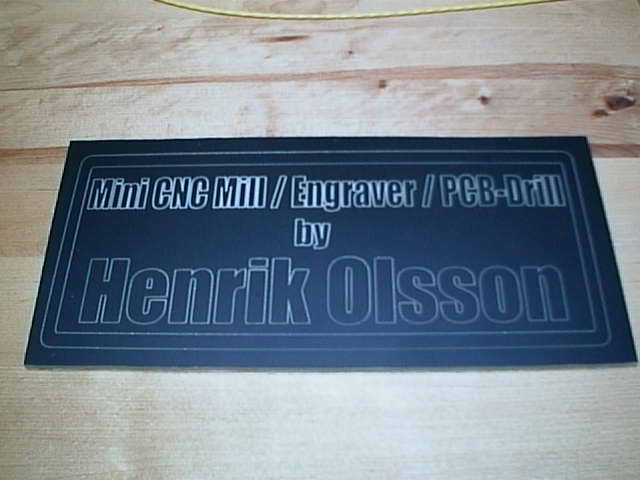 Mini CNC Mill / Engraver / PCB-Drill
by
Henrik Olsson